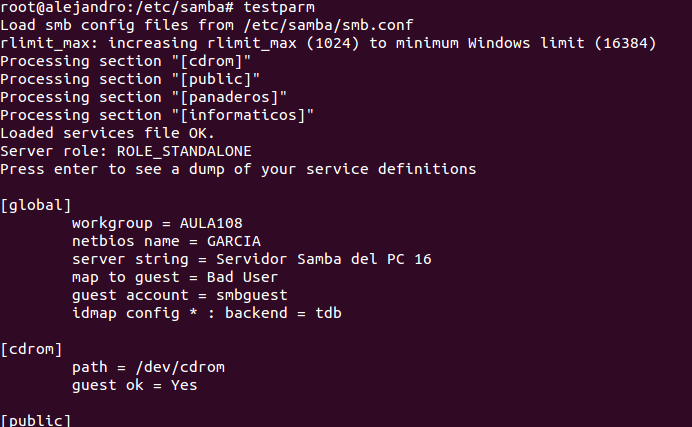 root@alejandro:/etc/samba# testparm
Load smb config files from /etc/samba/smb.conf
rlimit_max: increasing rlimit_max (1024) to minimum Windows limit (16384)
Processing section "[cdrom]"
Processing section "[public]"
Processing section "[panaderos]"
Processing section "[informaticos]"
Loaded services file OK.
Server role: ROLE_STANDALONE
Press enter to see a dump of your service definitions
[global]
workgroup = AULA108
netbios name = GARCIA
server string = Servidor Samba del PC 16
map to guest = Bad User
guest account = smbguest
idmap config * : backend = tdb
[cdrom]
path = /dev/cdrom
guest ok = Yes
[public]